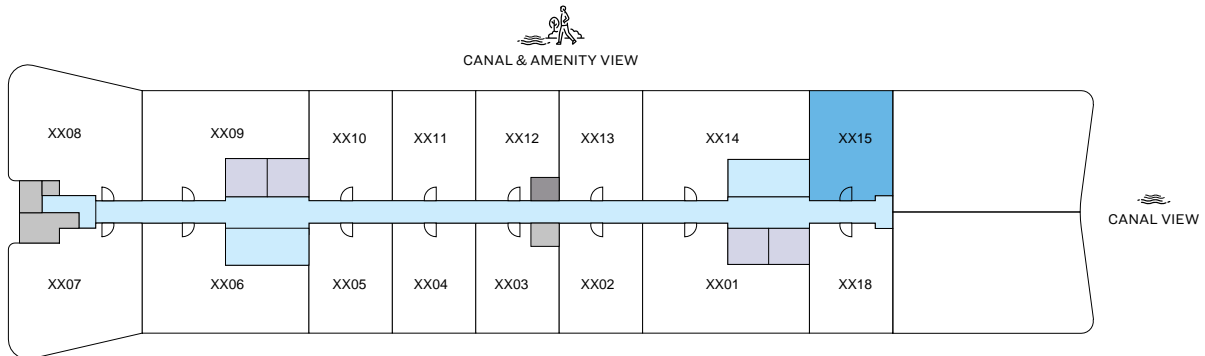 CANAL & AMENITY VIEW
XX08
XX09
XX10
XX11
XX12
XX13
XX14
XX15
CANAL VIEW
XX07
XX06
XX05
XX04
XX03
XX02
XX01
XX18